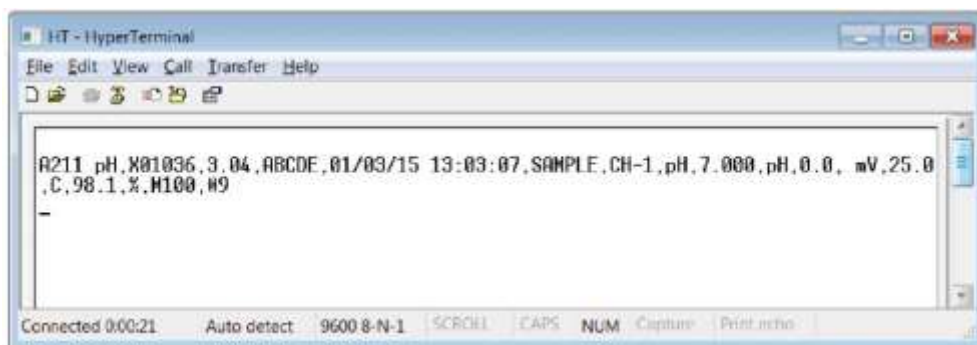 HT - HyperTerminal
File Edit View Call Transfer Help
A211 pH,X01036,3.04,ABCDE,01/03/15 13:03:07,SAMPLE,CH-1,pH,7.000,pH,0.0, mV,25.0
,C,98.1,%,M100,#9
Connected 0:00:21 Auto detect 9600 8-N-1 SCROLL CAPS NUM Capture Print echo